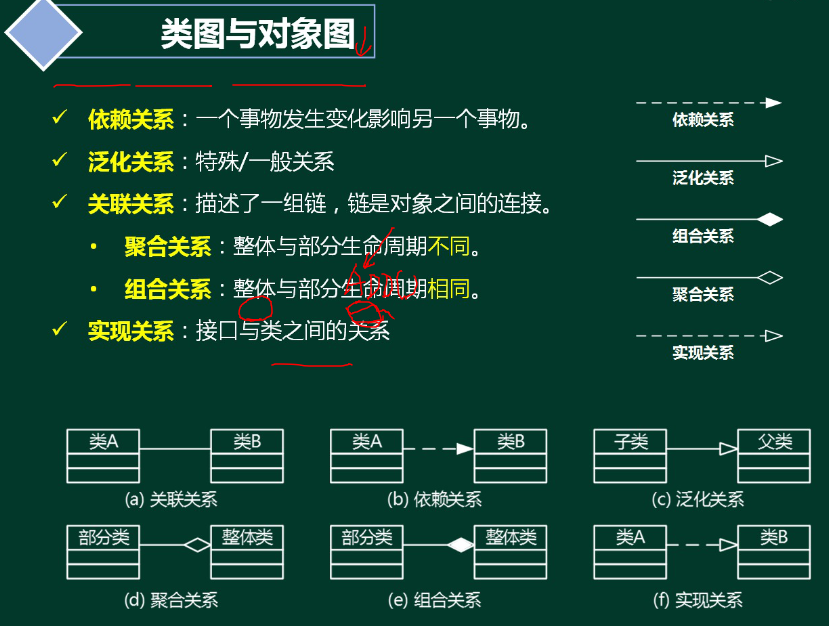 类图与对象图
✓ 依赖关系：一个事物发生变化影响另一个事物。
✓ 泛化关系：特殊/一般关系
✓ 关联关系：描述了一组链，链是对象之间的连接。
• 聚合关系：整体与部分生命周期不同。
• 组合关系：整体与部分生命周期相同。
✓ 实现关系：接口与类之间的关系
依赖关系
泛化关系
组合关系
聚合关系
实现关系
类A 类B 类A 类B 子类 父类
(a) 关联关系 (b) 依赖关系 (c) 泛化关系
部分类 整体类 部分类 整体类 类A 类B
(d) 聚合关系 (e) 组合关系 (f) 实现关系